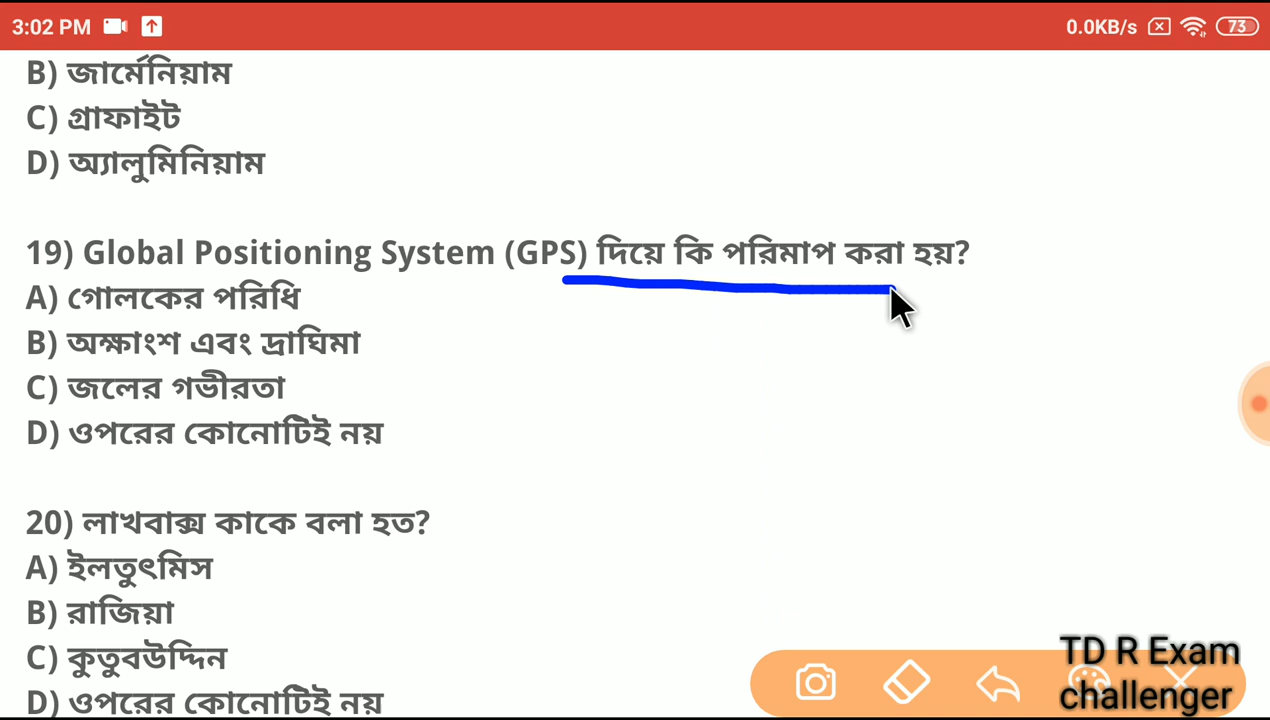 3:02 PM
0.0KB/s
73
B) জার্মেনিয়াম
C) গ্রাফাইট
D) অ্যালুমিনিয়াম
19) Global Positioning System (GPS) দিয়ে কি পরিমাপ করা হয়?
A) গোলকের পরিধি
B) অক্ষাংশ এবং দ্রাঘিমা
C) জলের গভীরতা
D) ওপরের কোনোটিই নয়
20) লাখবাক্স কাকে বলা হত?
A) ইলতুৎমিস
B) রাজিয়া
C) কুতুবউদ্দিন
D) ওপরের কোনোটিই নয়
TD R Exam
challenger